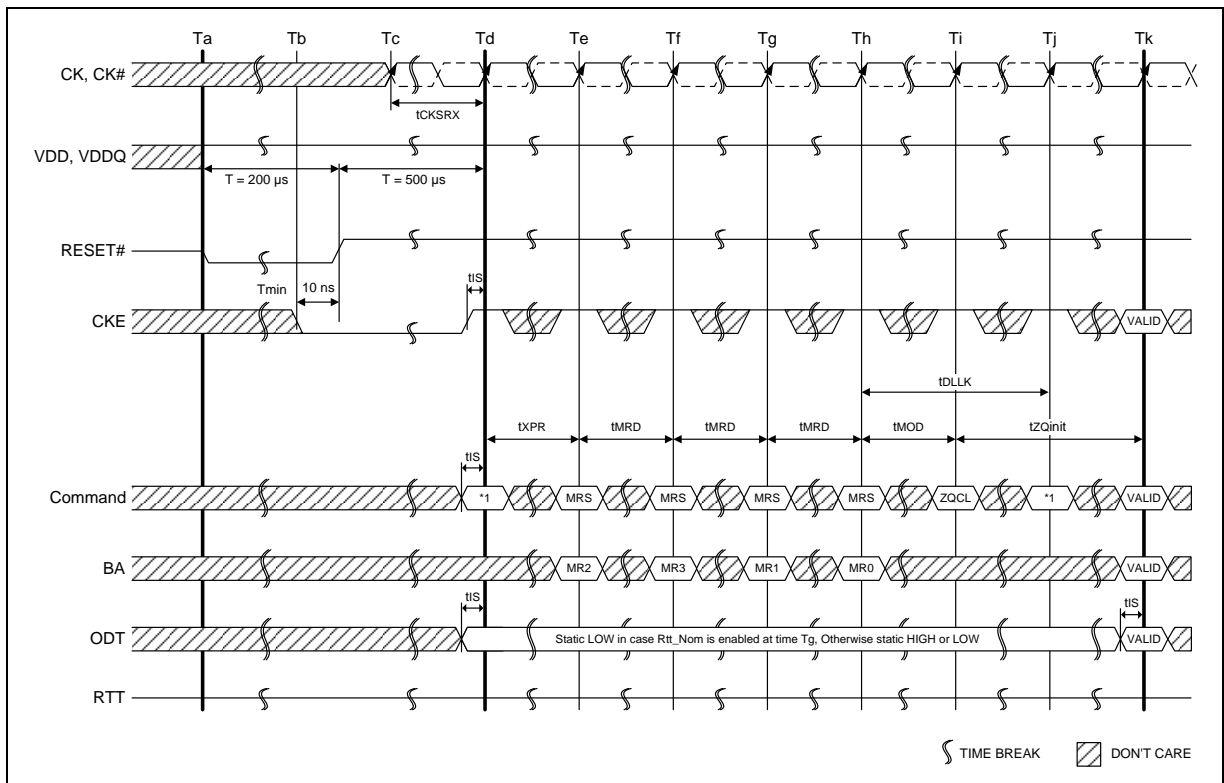 Ta Tb Tc Td Te Tf Tg Th Ti Tj Tk
CK, CK#
tCKSRX
VDD, VDDQ
T = 200 µs T = 500 µs
RESET#
Tmin 10 ns tIS
CKE VALID
tDLLK
tXPR tMRD tMRD tMRD tMOD tZQinit
tIS
Command *1 MRS MRS MRS MRS ZQCL *1 VALID
BA MR2 MR3 MR1 MR0 VALID
tIS tIS
ODT Static LOW in case Rtt_Nom is enabled at time Tg, Otherwise static HIGH or LOW VALID
RTT
TIME BREAK DON'T CARE